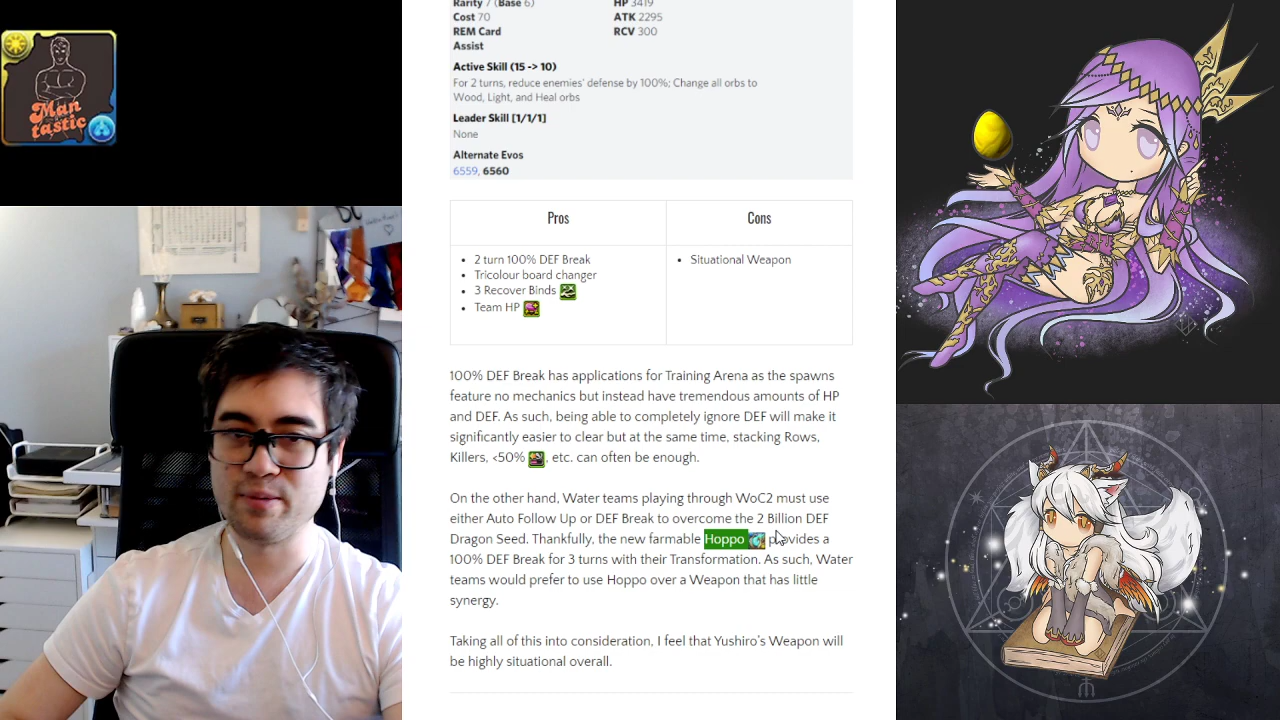 Man
tastic
Rarity 7 (Base 6)
HP 3419
Cost 70
ATK 2295
REM Card
RCV 300
Assist
Active Skill (15 -> 10)
For 2 turns, reduce enemies' defense by 100%; Change all orbs to
Wood, Light, and Heal orbs
Leader Skill [1/1/1]
None
Alternate Evos
6559, 6560
Pros
Cons
2 turn 100% DEF Break
Tricolour board changer
3 Recover Binds
Team HP
Situational Weapon
100% DEF Break has applications for Training Arena as the spawns
feature no mechanics but instead have tremendous amounts of HP
and DEF. As such, being able to completely ignore DEF will make it
significantly easier to clear but at the same time, stacking Rows,
Killers, <50% , etc. can often be enough.
On the other hand, Water teams playing through WoC2 must use
either Auto Follow Up or DEF Break to overcome the 2 Billion DEF
Dragon Seed. Thankfully, the new farmable Hoppo provides a
100% DEF Break for 3 turns with their Transformation. As such, Water
teams would prefer to use Hoppo over a Weapon that has little
synergy.
Taking all of this into consideration, I feel that Yushiro's Weapon will
be highly situational overall.